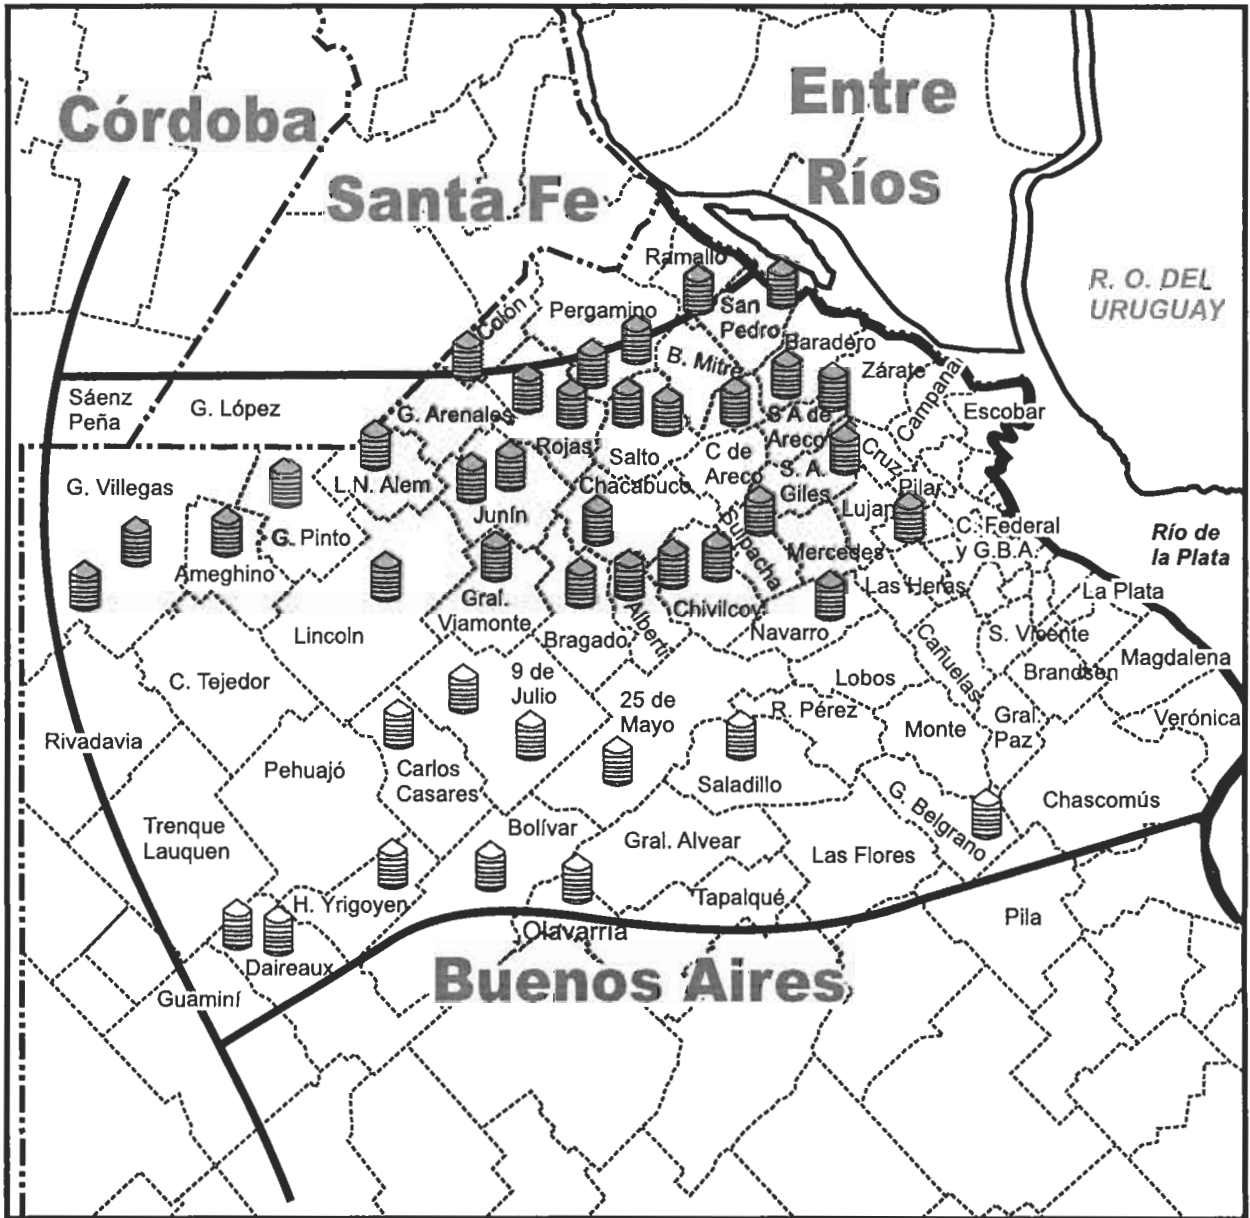 Córdoba
Entre
Ríos
Santa Fe
R. O. DEL
URUGUAY
Ramallo
Colón
Pergamino
San
Pedro
Baradero
B. Mitre
Zárate
Campana
Escobar
Sáenz
Peña
G. López
G. Arenales
S A de
Areco
Rojas
Salto
C de
Areco
S. A.
Giles
Cruz
Pilar
G. Villegas
L.N. Alem
Chacabuco
Junín
Suipacha
Lujan
C. Federal
y G.B.A.
Río de
la Plata
G. Pinto
Ameghino
Mercedes
Las Heras
La Plata
Gral.
Viamonte
Chivilcoy
Alberti
Lincoln
Bragado
Navarro
Cañuelas
S. Vicente
Brandsen
Magdalena
C. Tejedor
9 de
Julio
25 de
Mayo
Lobos
R. Pérez
Monte
Gral.
Paz
Verónica
Rivadavia
Pehuajó
Carlos
Casares
Saladillo
G. Belgrano
Chascomús
Trenque
Lauquen
Bolívar
Gral. Alvear
Las Flores
H. Yrigoyen
Tapalqué
Pila
Daireaux
Olavarría
Guaminí
Buenos Aires